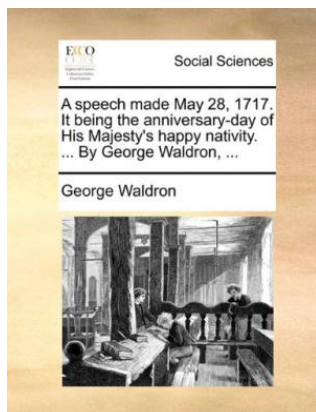 ECCO
Social Sciences
A speech made May 28, 1717.
It being the anniversary-day of
His Majesty's happy nativity.
... By George Waldron, ...
George Waldron